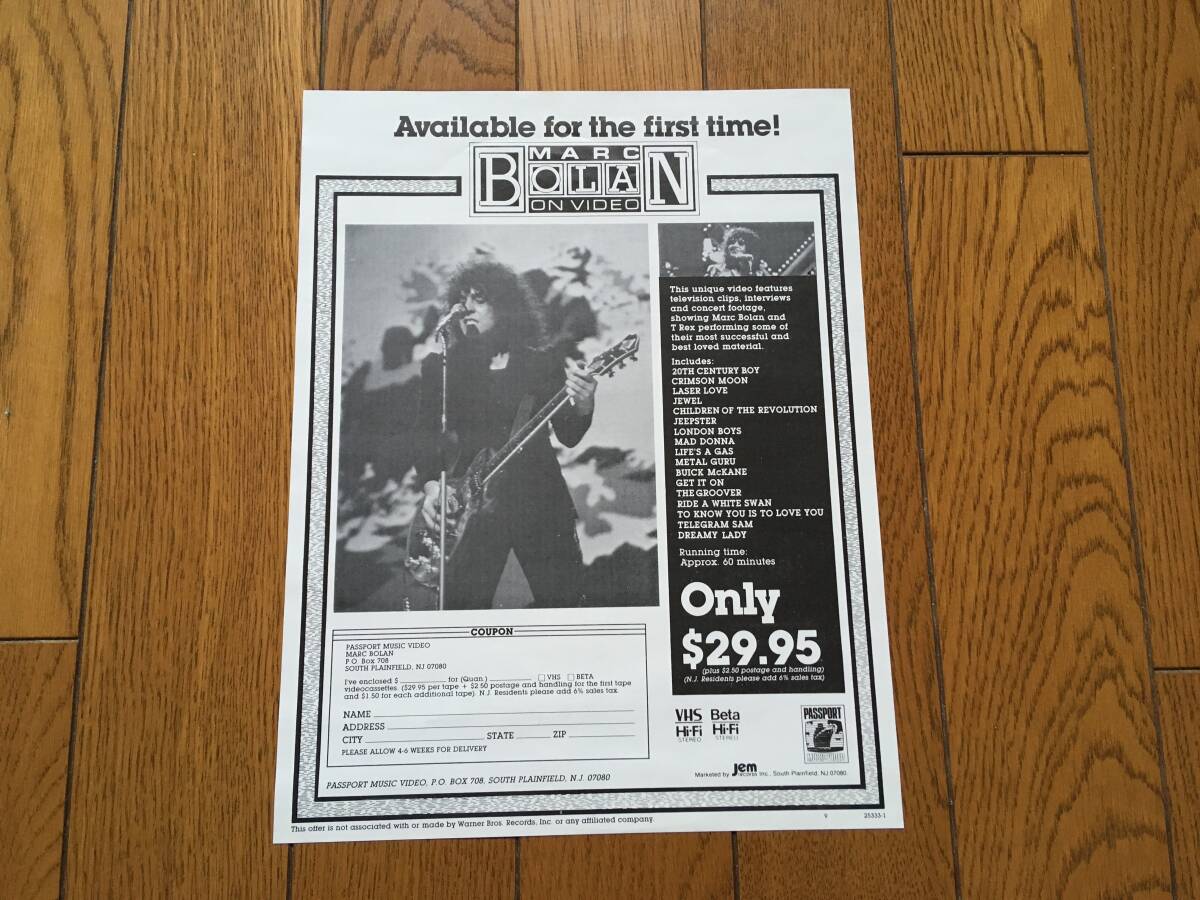 Available for the first time!
MARC
BOLAN
ON VIDEO
This unique video features
television clips, interviews
and concert footage,
showing Marc Bolan and
T Rex performing some of
their most successful and
best loved material.
Includes:
20TH CENTURY BOY
CRIMSON MOON
LASER LOVE
JEWEL
CHILDREN OF THE REVOLUTION
JEEPSTER
LONDON BOYS
MAD DONNA
LIFE'S A GAS
METAL GURU
BUICK McKANE
GET IT ON
THE GROOVER
RIDE A WHITE SWAN
TO KNOW YOU IS TO LOVE YOU
TELEGRAM SAM
DREAMY LADY
Running time:
Approx. 60 minutes
Only
$29.95
(plus $2.50 postage and handling)
(N.J. Residents please add 6% sales tax)
COUPON
PASSPORT MUSIC VIDEO
MARC BOLAN
P.O. Box 708
SOUTH PLAINFIELD, NJ 07080
I've enclosed $ for (Quan.) VHS BETA
videocassettes. ($29.95 per tape + $2.50 postage and handling for the first tape
and $1.50 for each additional tape). N.J. Residents please add 6% sales tax.
NAME
ADDRESS
CITY STATE ZIP
PLEASE ALLOW 4-6 WEEKS FOR DELIVERY
PASSPORT MUSIC VIDEO, P.O. BOX 708, SOUTH PLAINFIELD, N.J. 07080
VHS Beta
Hi-Fi Hi-Fi
STEREO STEREO
PASSPORT
Marketed by Jem records Inc., South Plainfield, NJ 07080.
This offer is not associated with or made by Warner Bros. Records, Inc. or any affiliated company.
9 25333-1